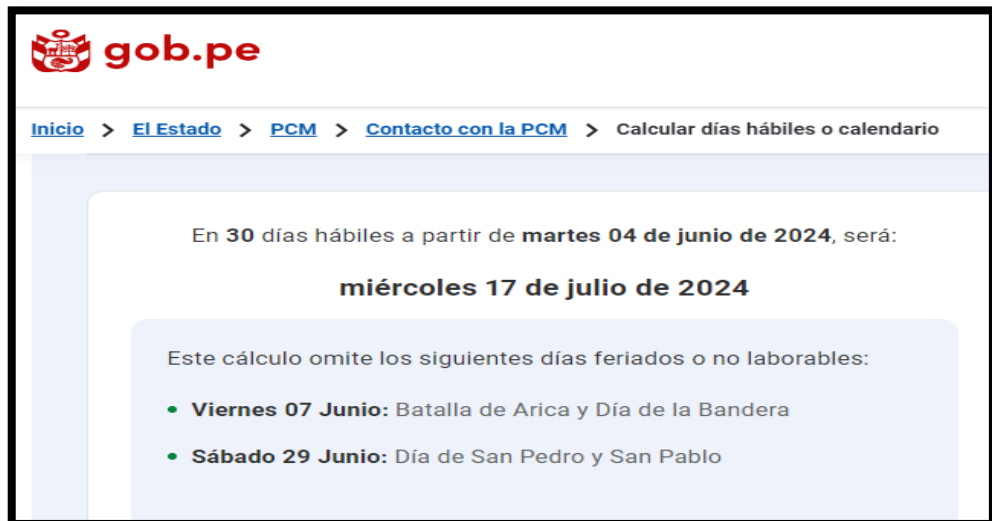 gob.pe
Inicio > El Estado > PCM > Contacto con la PCM > Calcular días hábiles o calendario
En 30 días hábiles a partir de martes 04 de junio de 2024, será:
miércoles 17 de julio de 2024
Este cálculo omite los siguientes días feriados o no laborables:
• Viernes 07 Junio: Batalla de Arica y Día de la Bandera
• Sábado 29 Junio: Día de San Pedro y San Pablo